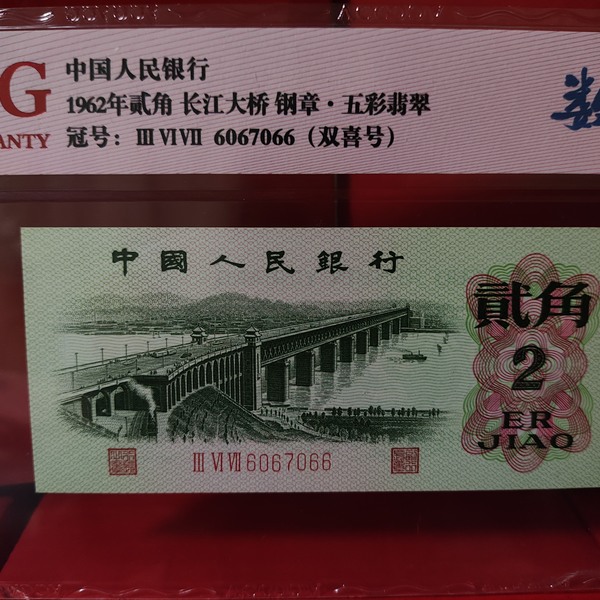 G
ANTY
中国人民银行
1962年贰角 长江大桥 钢章·五彩翡翠
冠号：Ⅲ Ⅵ Ⅶ 6067066（双喜号）
数
中國人民銀行
貳角
2
ER
JIAO
Ⅲ Ⅵ Ⅶ 6067066